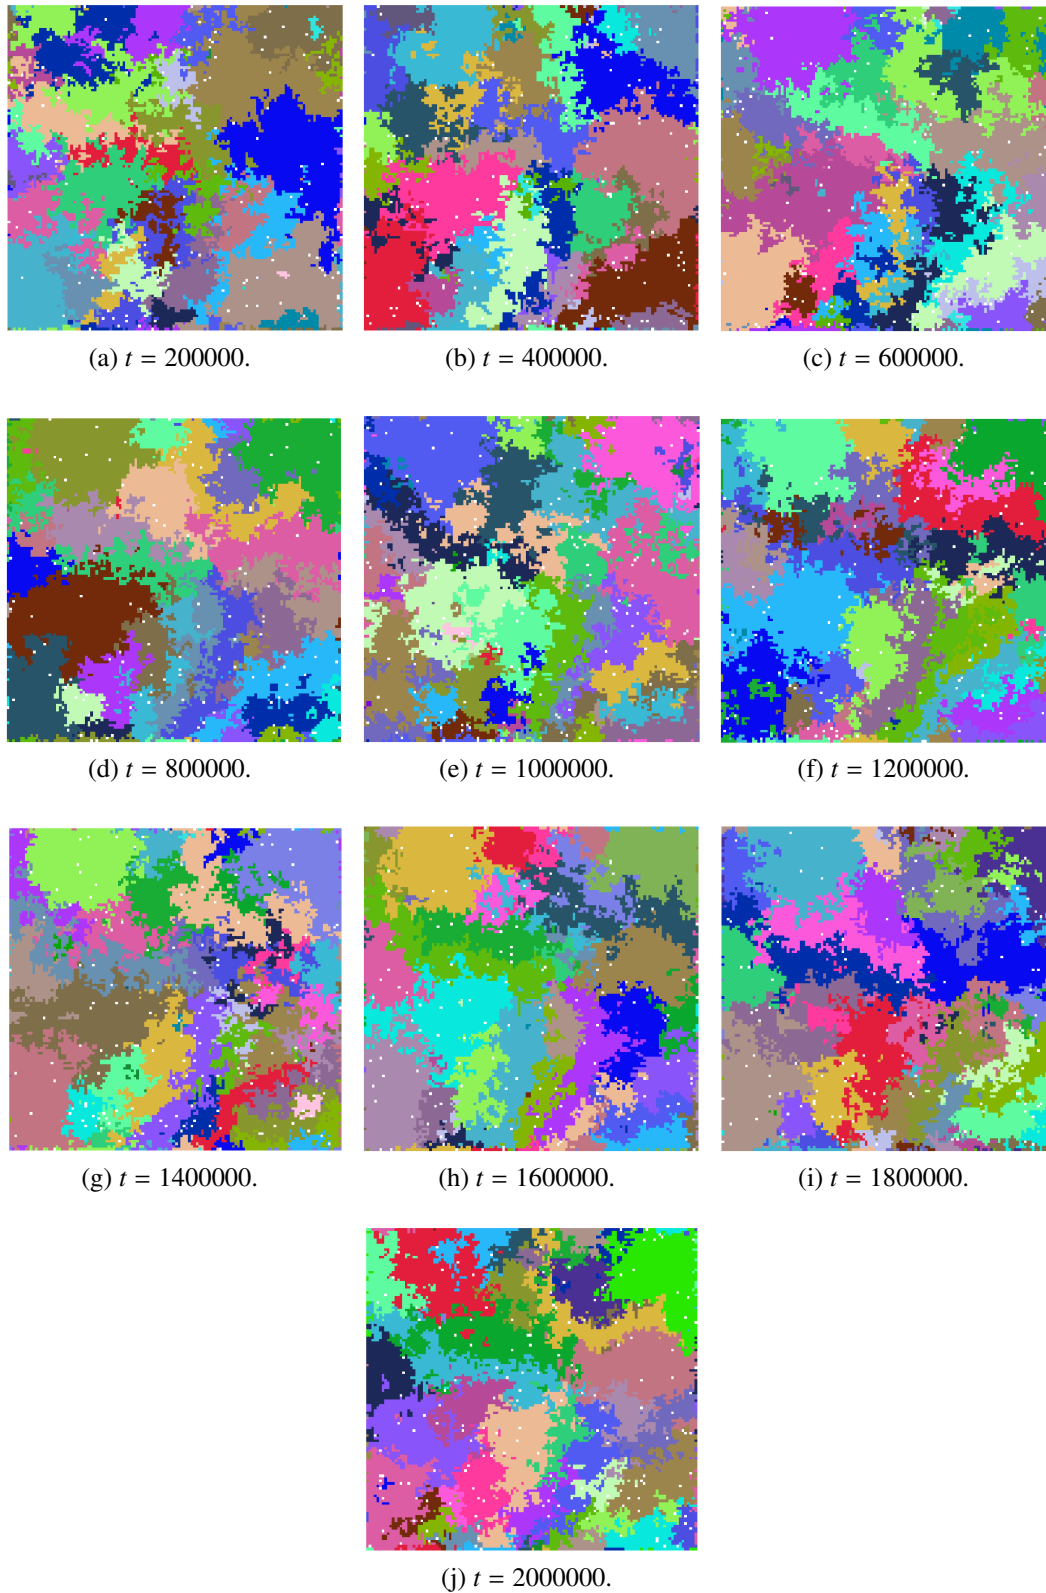 (a) t = 200000.
(b) t = 400000.
(c) t = 600000.
(d) t = 800000.
(e) t = 1000000.
(f) t = 1200000.
(g) t = 1400000.
(h) t = 1600000.
(i) t = 1800000.
(j) t = 2000000.